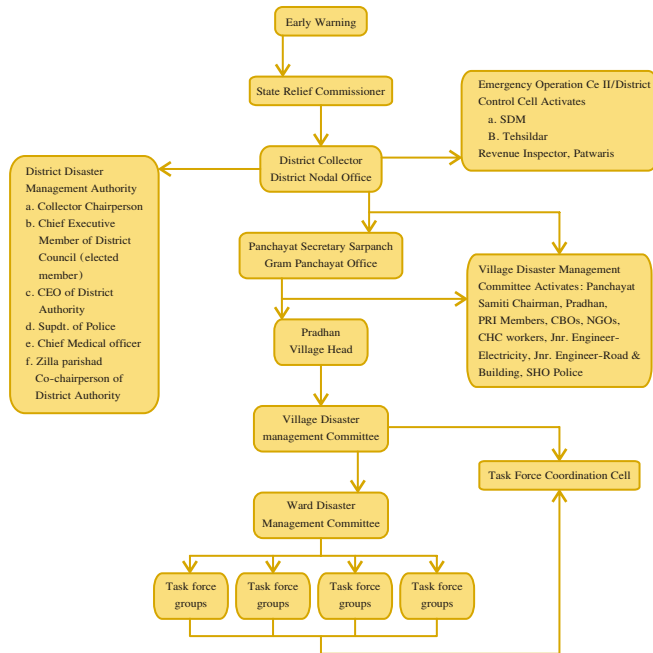 Early Warning
State Relief Commissioner
Emergency Operation Ce II/District
Control Cell Activates
a. SDM
B. Tehsildar
Revenue Inspector, Patwaris
District Collector
District Nodal Office
District Disaster
Management Authority
a. Collector Chairperson
b. Chief Executive
Member of District
Council (elected
member)
c. CEO of District
Authority
d. Supdt. of Police
e. Chief Medical officer
f. Zilla parishad
Co-chairperson of
District Authority
Panchayat Secretary Sarpanch
Gram Panchayat Office
Village Disaster Management
Committee Activates: Panchayat
Samiti Chairman, Pradhan,
PRI Members, CBOs, NGOs,
CHC workers, Jnr. Engineer-
Electricity, Jnr. Engineer-Road &
Building, SHO Police
Pradhan
Village Head
Village Disaster
management Committee
Task Force Coordination Cell
Ward Disaster
Management Committee
Task force
groups
Task force
groups
Task force
groups
Task force
groups